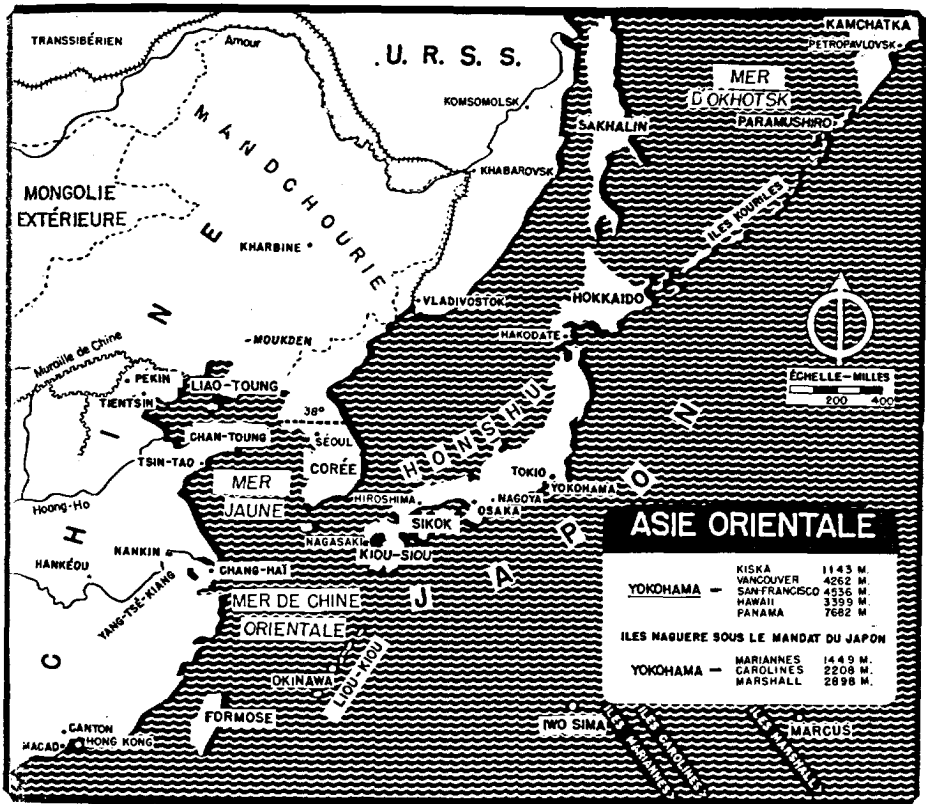 KAMCHATKA
PETROPAVLOVSK
TRANSSIBÉRIEN
Amour
U. R. S. S.
MER
D'OKHOTSK
KOMSOMOLSK
PARAMUSHIRO
SAKHALIN
MANDCHOURIE
KHABAROVSK
MONGOLIE
EXTÉRIEURE
ILES KOURILES
KHARBINE
HOKKAIDO
VLADIVOSTOK
HAKODATE
MOUKDEN
Muraille de Chine
PEKIN
LIAO-TOUNG
TIENTSIN
ÉCHELLE-MILLES
200 400
38°
CHAN-TOUNG
SÉOUL
HONSHU
TSIN-TAO
CORÉE
MER
JAUNE
TOKIO
YOKOHAMA
HIROSHIMA
NAGOYA
OSAKA
Hoong-Ho
SIKOK
NAGASAKI
KIOU-SIOU
JAPON
CHINE
NANKIN
HANKÉOU
CHANG-HAÏ
YANG-TSÉ-KIANG
MER DE CHINE
ORIENTALE
OKINAWA
LIOU-KIOU
FORMOSE
CANTON
HONG KONG
MACAO
IWO SIMA
ILES MARIANNES
ILES CAROLINES
ILES MARSHALL
MARCUS
ASIE ORIENTALE
YOKOHAMA —
KISKA 1143 M.
VANCOUVER 4262 M.
SAN-FRANCISCO 4536 M.
HAWAII 3399 M.
PANAMA 7682 M.
ILES NAGUERE SOUS LE MANDAT DU JAPON
YOKOHAMA —
MARIANNES 1449 M.
CAROLINES 2208 M.
MARSHALL 2898 M.